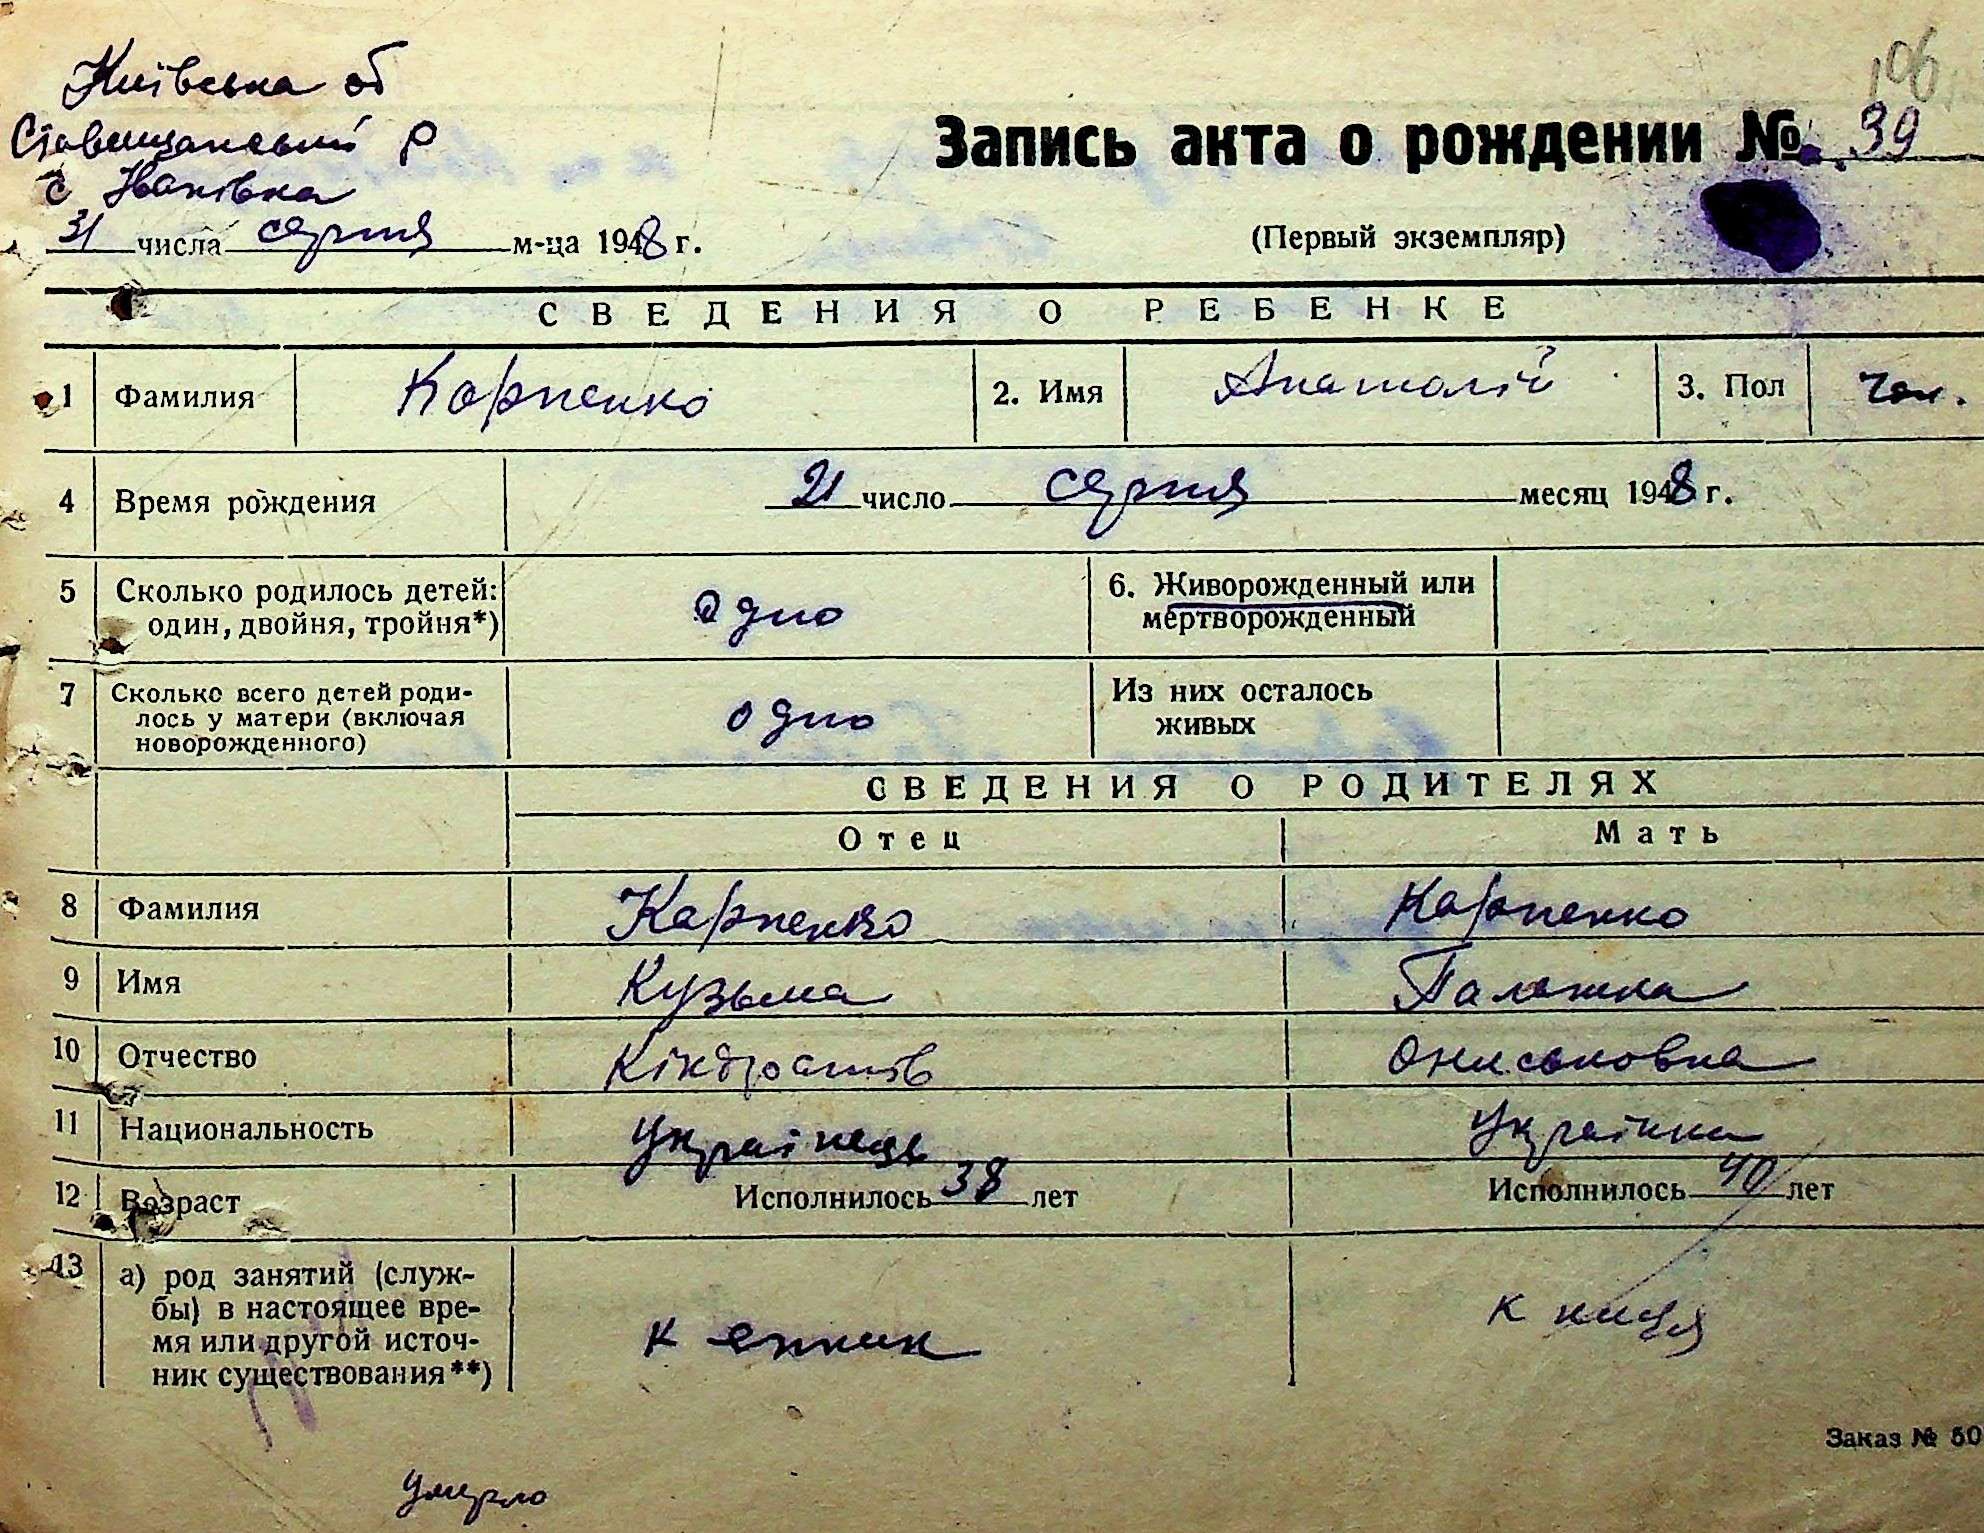 106
Київська об
Ставищанський р
с Іванівка
Запись акта о рождении № 39
31 числа серпня м-ца 1948 г.
(Первый экземпляр)
СВЕДЕНИЯ О РЕБЕНКЕ
1 Фамилия Карпенко 2. Имя Анатолій 3. Пол чол.
4 Время рождения 21 число серпня месяц 1948 г.
5 Сколько родилось детей: один, двойня, тройня*) Одно 6. Живорожденный или мертворожденный
7 Сколько всего детей родилось у матери (включая новорожденного) одно Из них осталось живых
СВЕДЕНИЯ О РОДИТЕЛЯХ
Отец Мать
8 Фамилия Карпенко Карпенко
9 Имя Кузьма Палажка
10 Отчество Кіндратів Ониськовна
11 Национальность Українець Українка
12 Возраст Исполнилось 38 лет Исполнилось 40 лет
13 а) род занятий (службы) в настоящее время или другой источник существования**) к к ниця
Заказ № 50
умерло